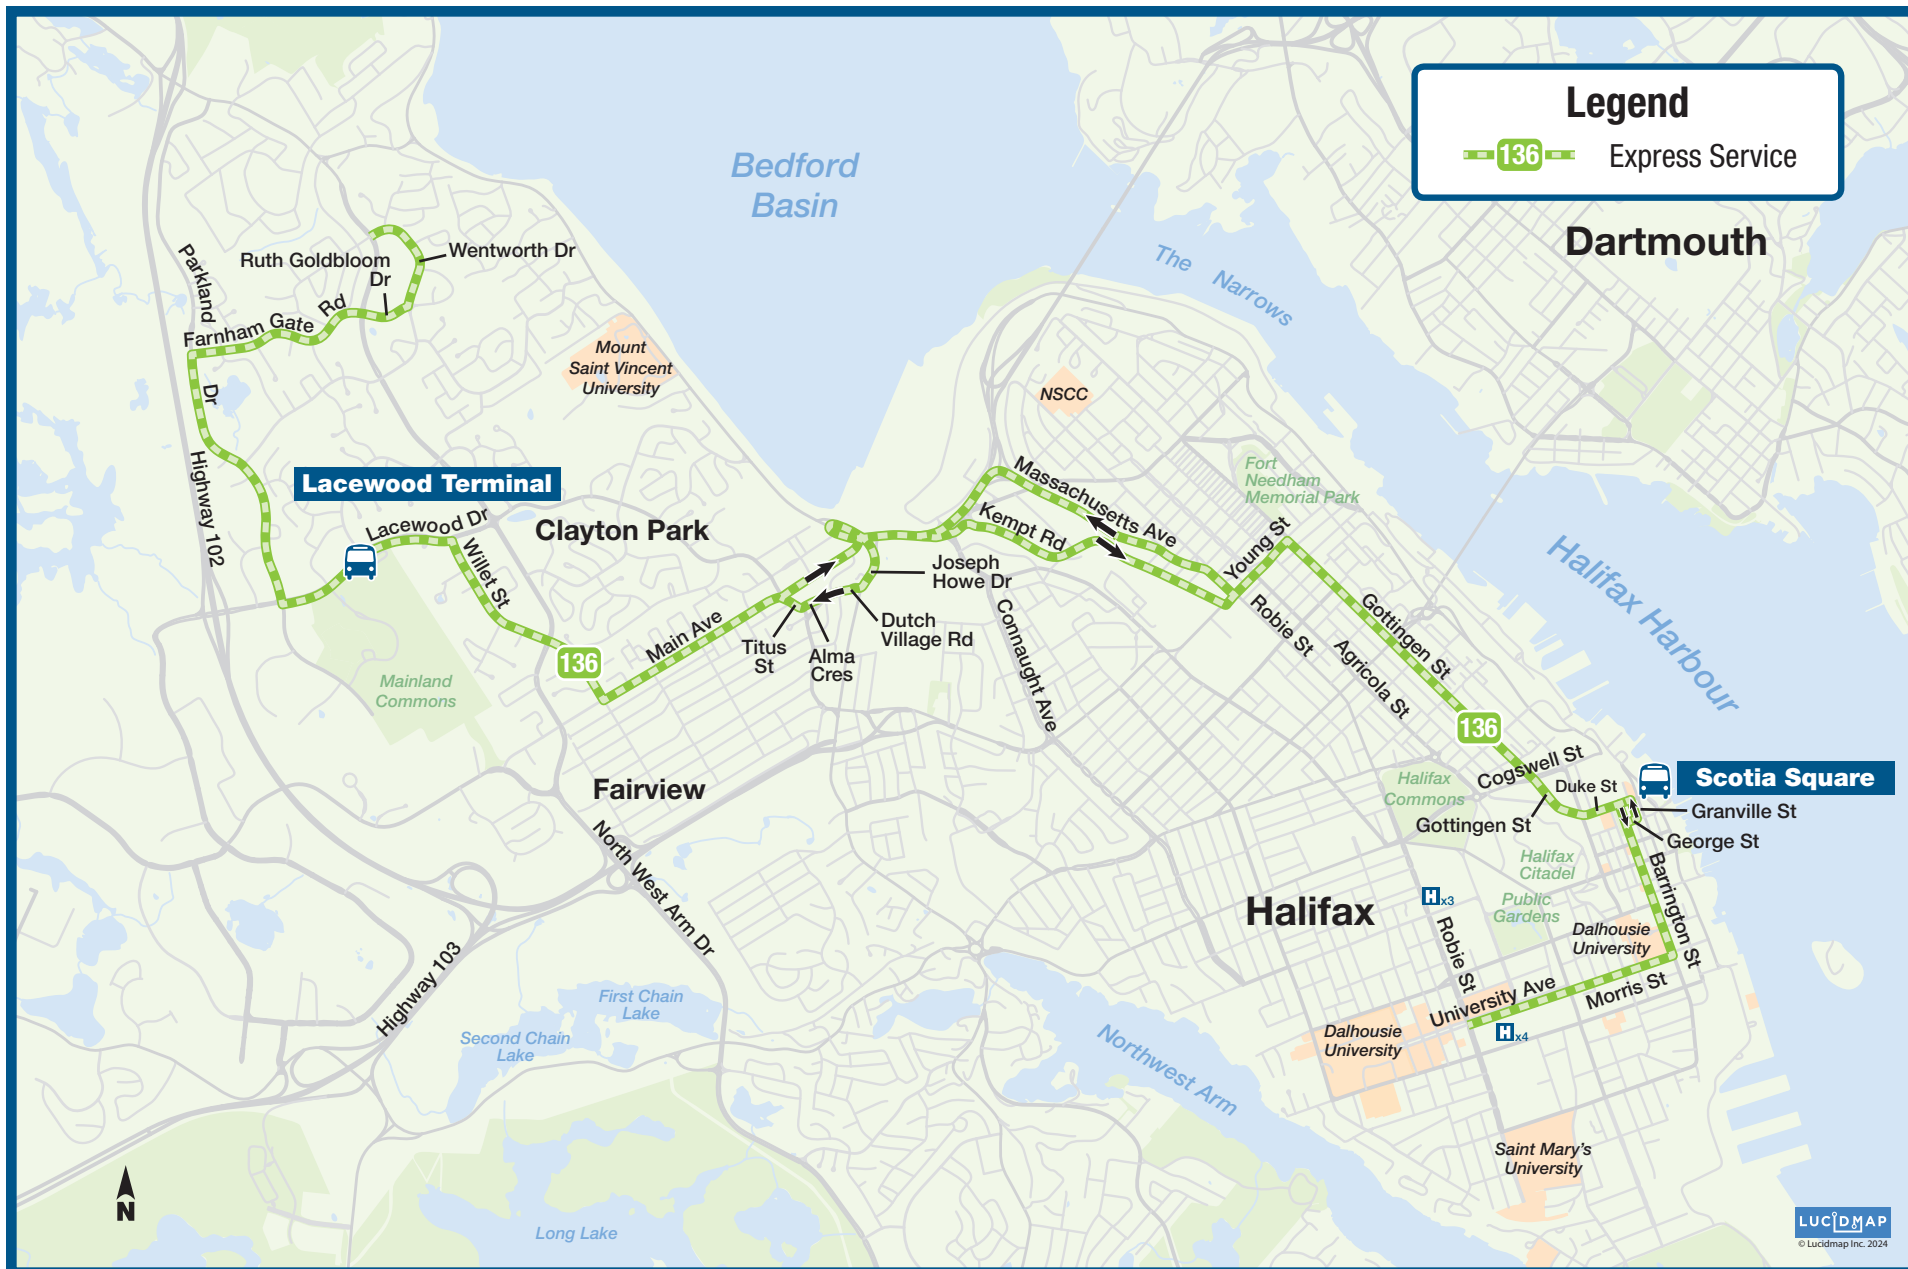 Legend
136
Express Service
Bedford
Basin
Dartmouth
The Narrows
Wentworth Dr
Ruth Goldbloom
Dr
Parkland
Dr
Farnham Gate Rd
Mount
Saint Vincent
University
NSCC
Highway 102
Lacewood Terminal
Lacewood Dr
Willet St
Clayton Park
Massachusetts Ave
Kempt Rd
Fort
Needham
Memorial Park
Young St
Joseph
Howe Dr
Dutch
Village Rd
Main Ave
Titus
St
Alma
Cres
136
Connaught Ave
Robie St
Agricola St
Gottingen St
Halifax Harbour
Mainland
Commons
136
Fairview
Cogswell St
Duke St
Scotia Square
Granville St
George St
Gottingen St
Halifax
Commons
Halifax
Citadel
Public
Gardens
Barrington St
North West Arm Dr
Halifax
H x3
Robie St
Dalhousie
University
University Ave
Morris St
H x4
Dalhousie
University
Highway 103
First Chain
Lake
Second Chain
Lake
Northwest Arm
Saint Mary's
University
Long Lake
N
LUCIDMAP
© Lucidmap Inc. 2024